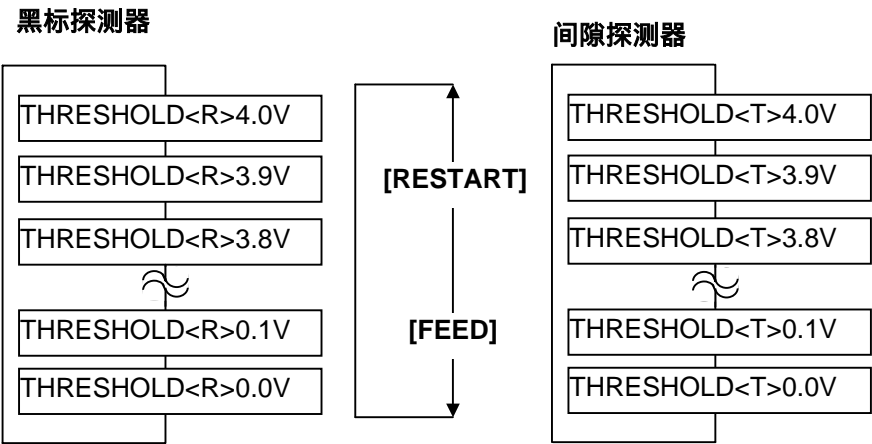 黑标探测器
THRESHOLD<R>4.0V
THRESHOLD<R>3.9V
THRESHOLD<R>3.8V
THRESHOLD<R>0.1V
THRESHOLD<R>0.0V
[RESTART]
[FEED]
间隙探测器
THRESHOLD<T>4.0V
THRESHOLD<T>3.9V
THRESHOLD<T>3.8V
THRESHOLD<T>0.1V
THRESHOLD<T>0.0V